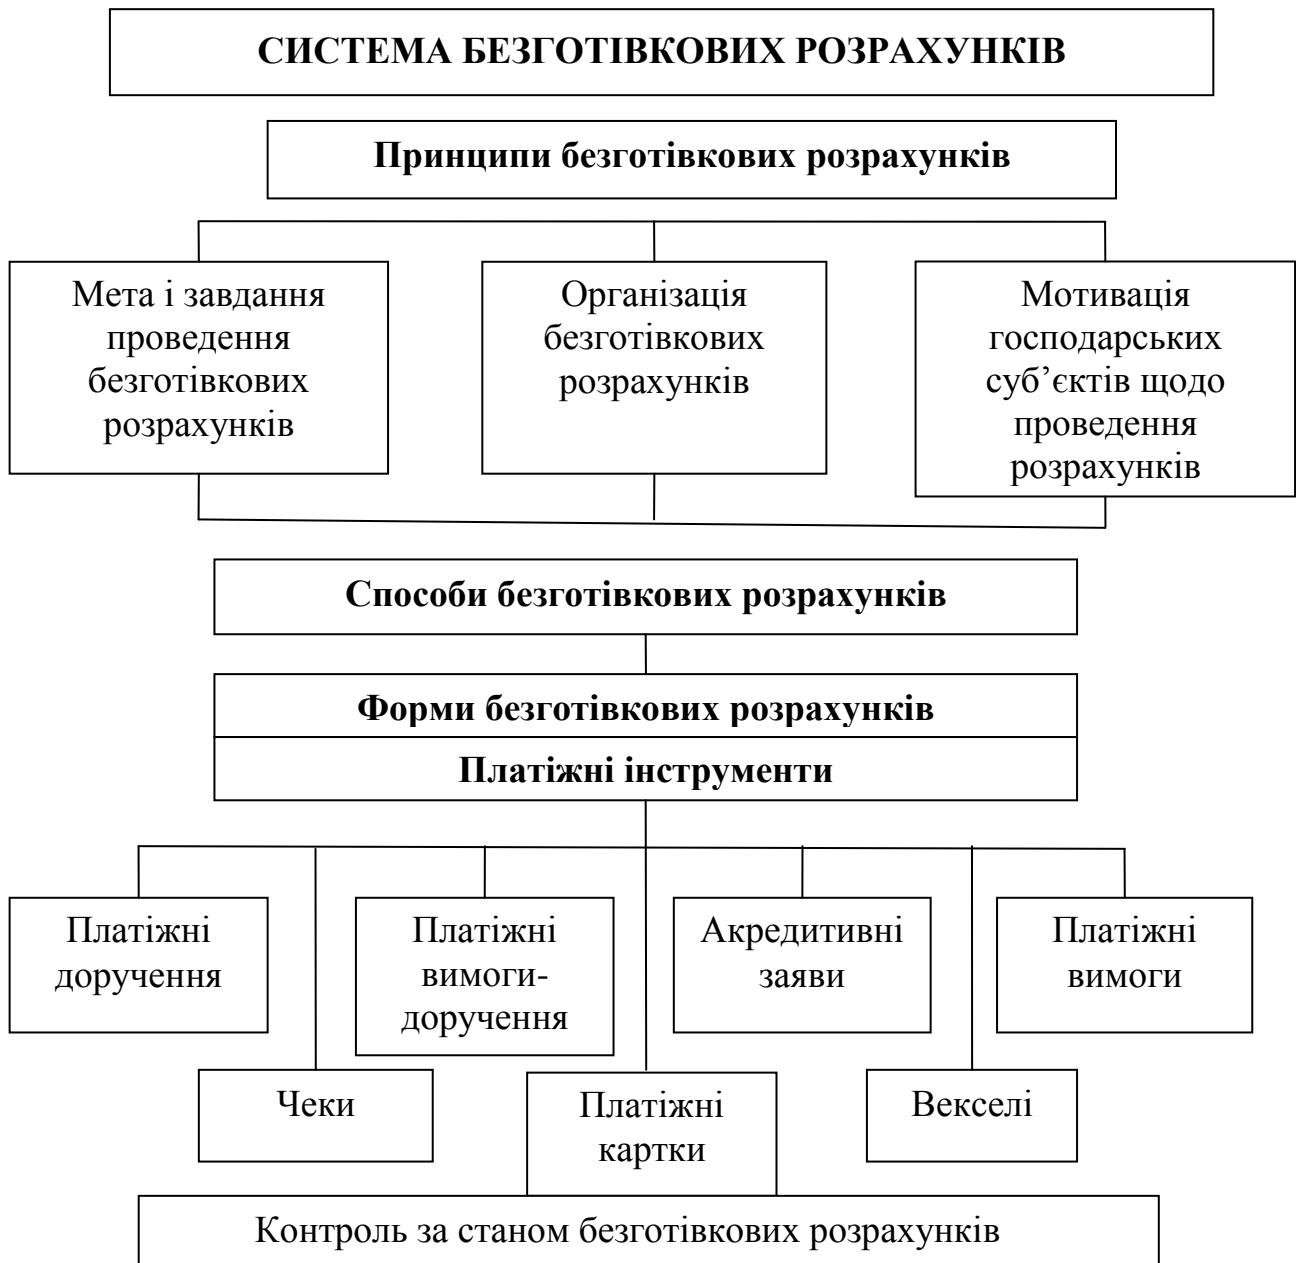 СИСТЕМА БЕЗГОТІВКОВИХ РОЗРАХУНКІВ
Принципи безготівкових розрахунків
Мета і завдання
проведення
безготівкових
розрахунків
Організація
безготівкових
розрахунків
Мотивація
господарських
суб’єктів щодо
проведення
розрахунків
Способи безготівкових розрахунків
Форми безготівкових розрахунків
Платіжні інструменти
Платіжні
доручення
Платіжні
вимоги-
доручення
Акредитивні
заяви
Платіжні
вимоги
Чеки
Платіжні
картки
Векселі
Контроль за станом безготівкових розрахунків